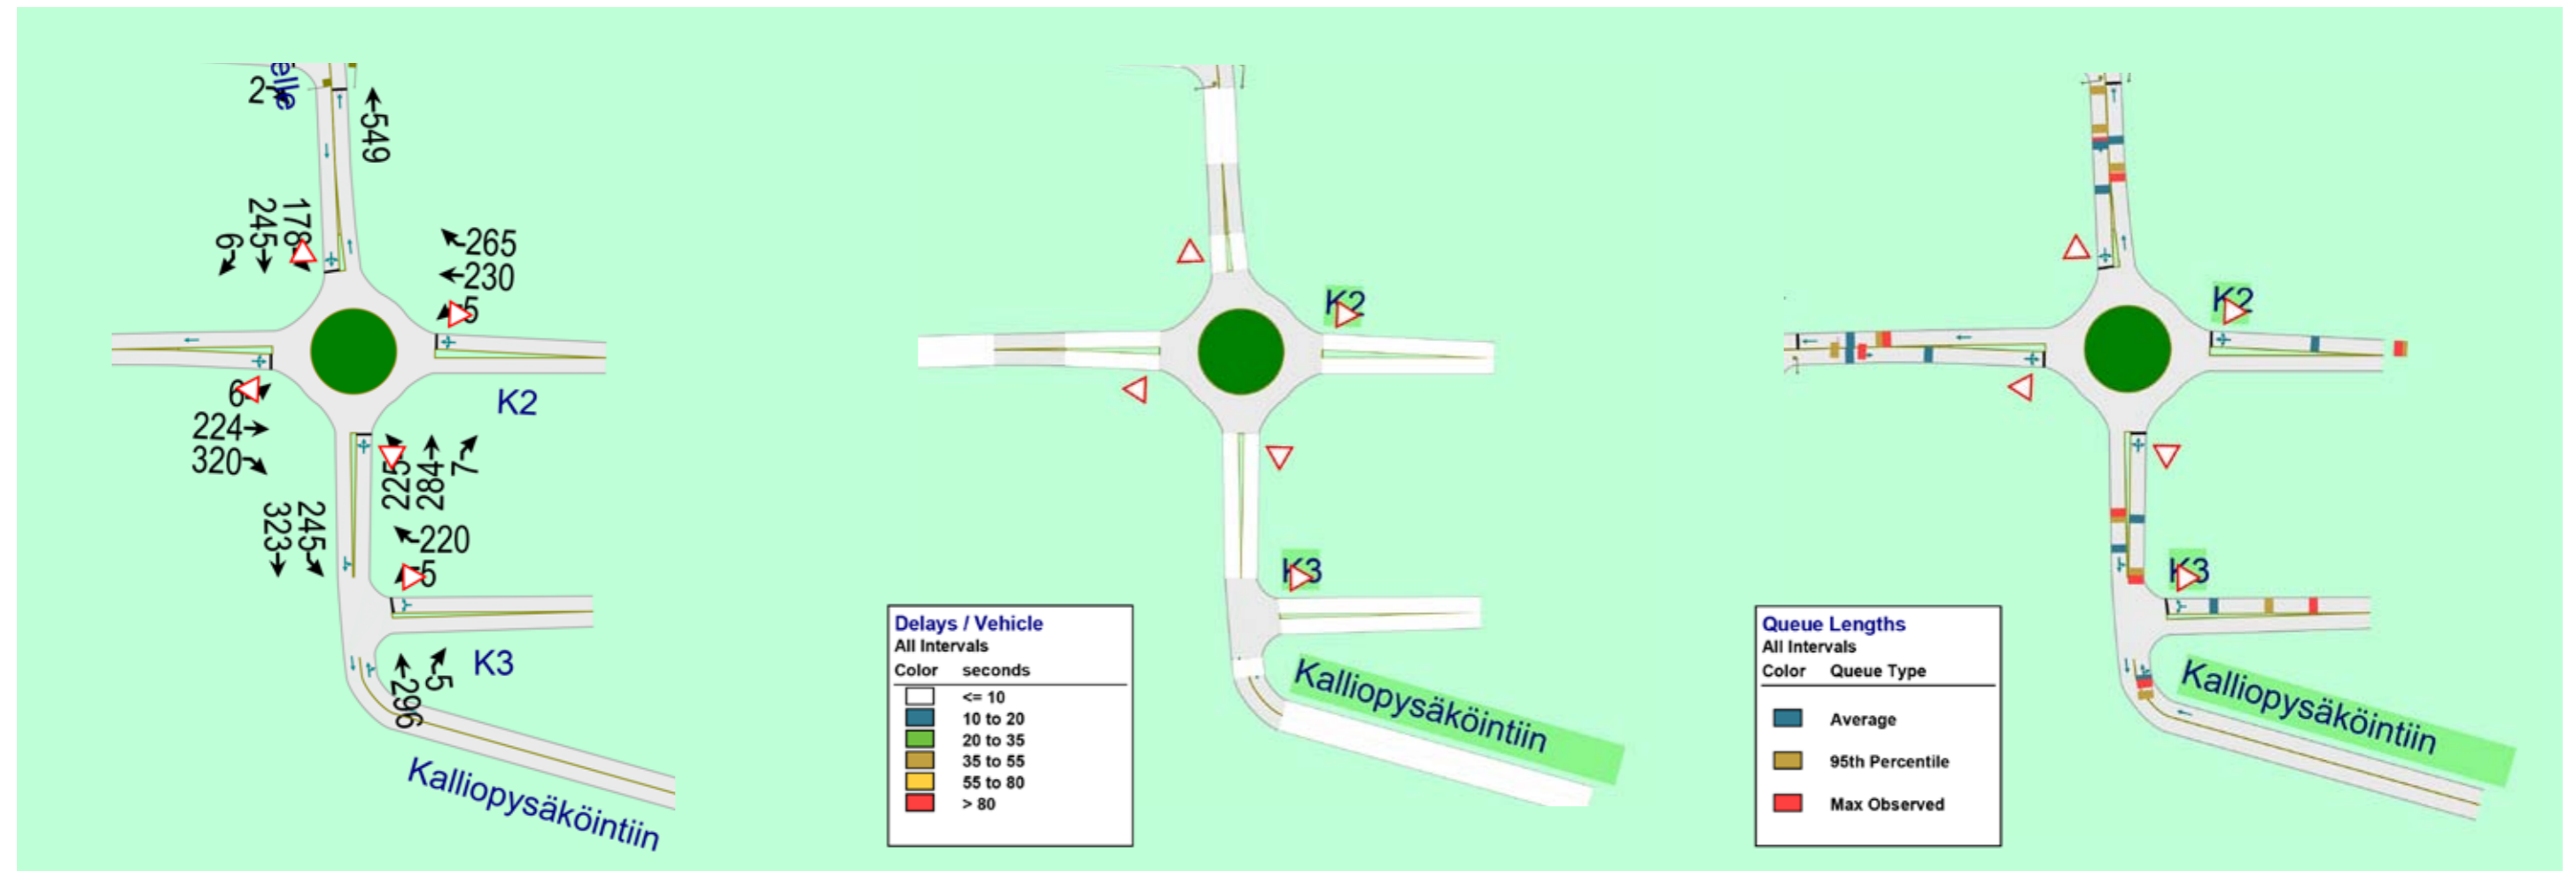 elle
2
549
178
245
6
265
230
5
6
224
320
K2
225
284
7
323
245
220
5
K3
296
5
Kalliopysäköintiin
K2
K3
Kalliopysäköintiin
Delays / Vehicle
All Intervals
Color seconds
<= 10
10 to 20
20 to 35
35 to 55
55 to 80
> 80
K2
K3
Kalliopysäköintiin
Queue Lengths
All Intervals
Color Queue Type
Average
95th Percentile
Max Observed